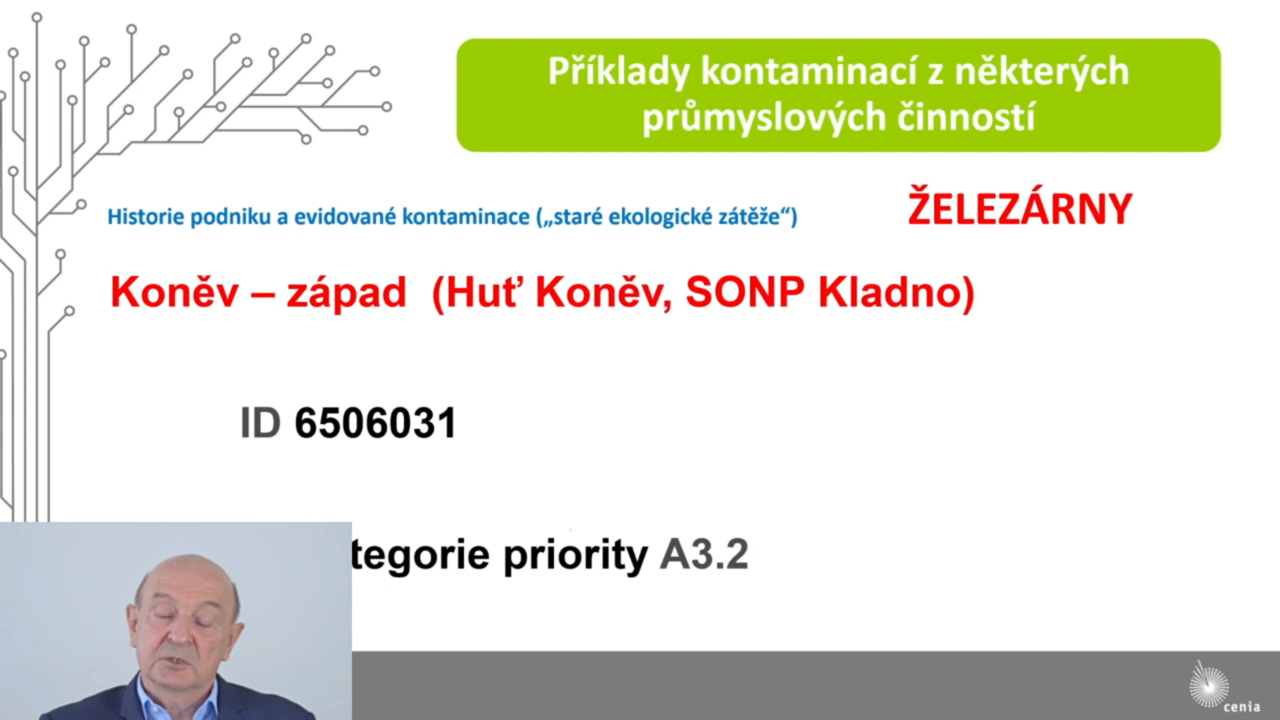 Příklady kontaminací z některých
průmyslových činností
Historie podniku a evidované kontaminace („staré ekologické zátěže“)
ŽELEZÁRNY
Koněv – západ (Huť Koněv, SONP Kladno)
ID 6506031
tegorie priority A3.2
cenia